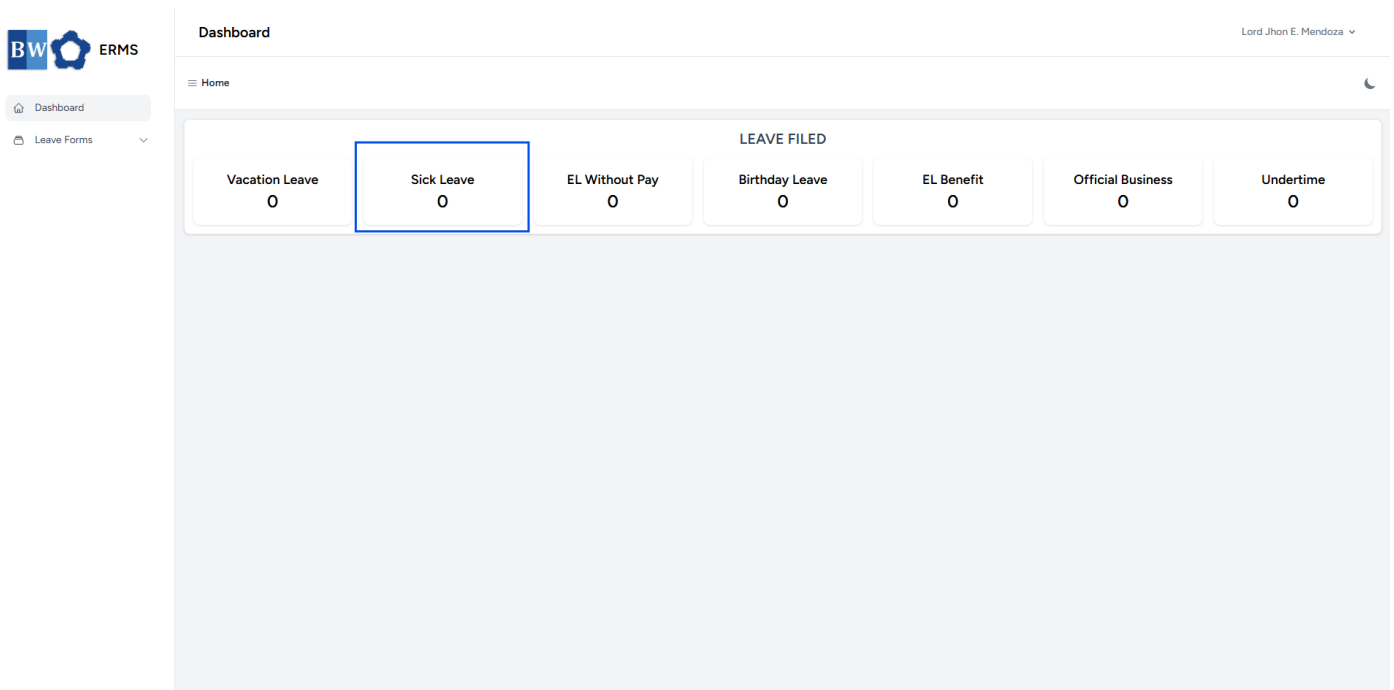 BW ERMS
Dashboard
Lord Jhon E. Mendoza
Home
Dashboard
Leave Forms
LEAVE FILED
Vacation Leave
0
Sick Leave
0
EL Without Pay
0
Birthday Leave
0
EL Benefit
0
Official Business
0
Undertime
0